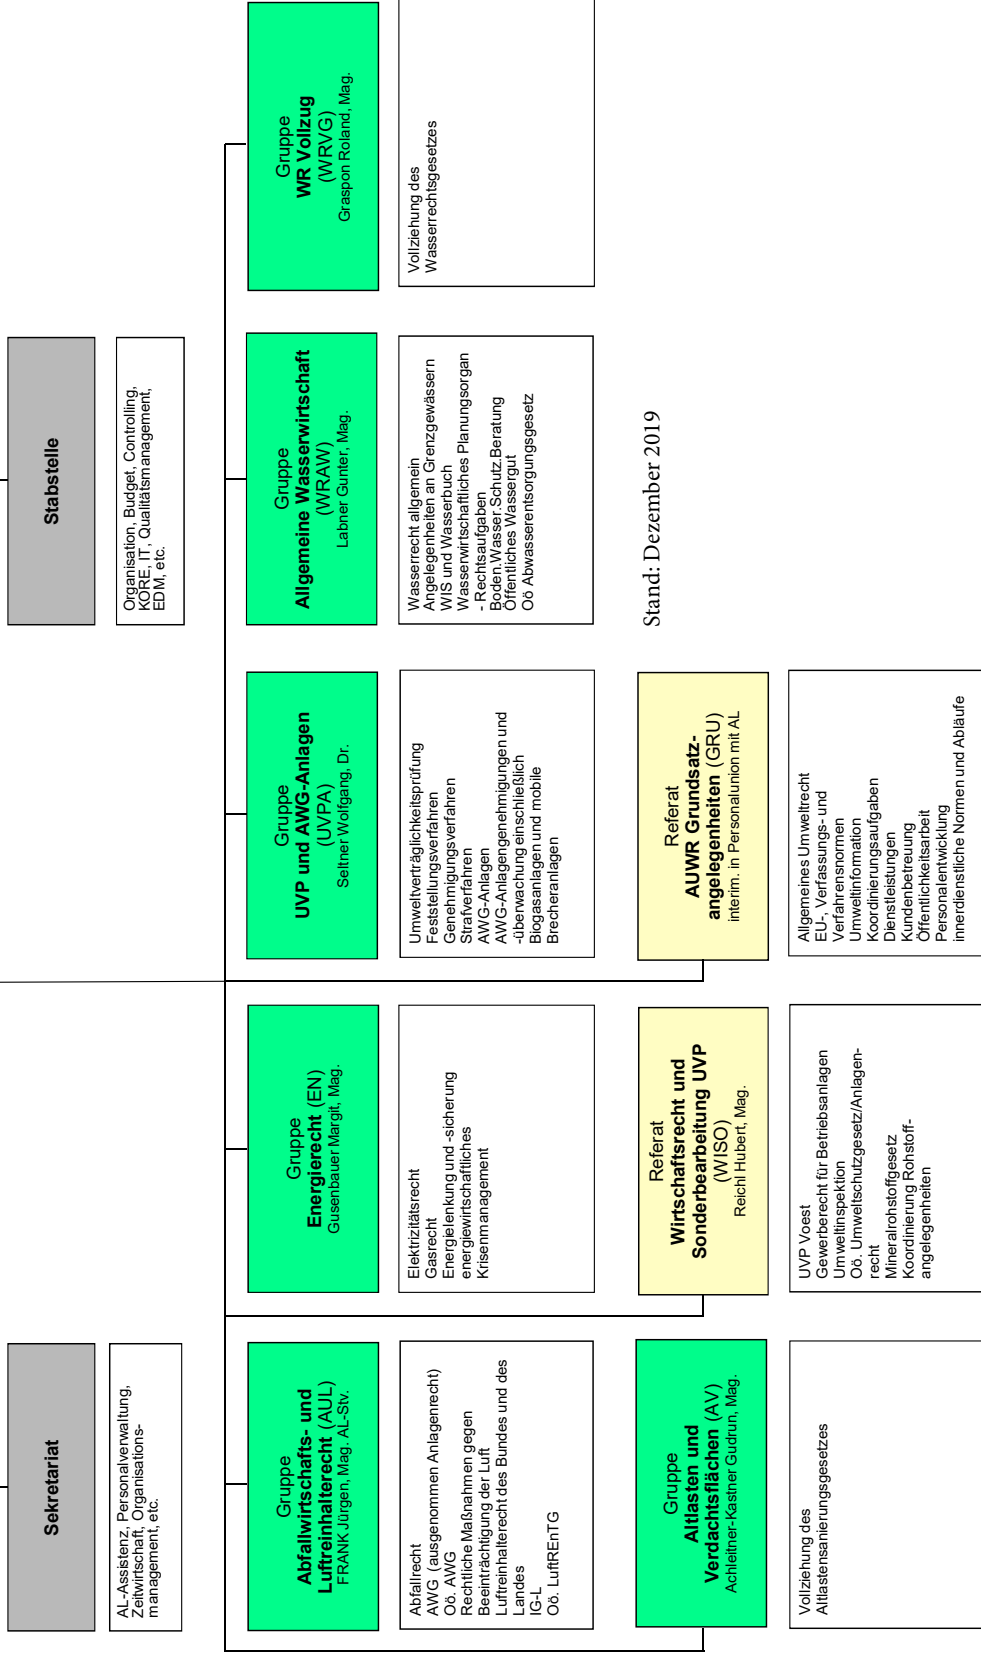 Sekretariat
AL-Assistenz, Personalverwaltung,
Zeitwirtschaft, Organisations-
management, etc.
Stabstelle
Organisation, Budget, Controlling,
KORE, IT, Qualitätsmanagement,
EDM, etc.
Gruppe
Abfallwirtschafts- und
Luftreinhalterecht (AUL)
FRANK Jürgen, Mag. AL-Stv.
Abfallrecht
AWG (ausgenommen Anlagenrecht)
Oö. AWG
Rechtliche Maßnahmen gegen
Beeinträchtigung der Luft
Luftreinhalterecht des Bundes und des
Landes
IG-L
Oö. LuftREnTG
Gruppe
Energierecht (EN)
Gusenbauer Margit, Mag.
Elektrizitätsrecht
Gasrecht
Energielenkung und -sicherung
energiewirtschaftliches
Krisenmanagement
Gruppe
UVP und AWG-Anlagen
(UVPA)
Seltner Wolfgang, Dr.
Umweltverträglichkeitsprüfung
Feststellungsverfahren
Genehmigungsverfahren
Strafverfahren
AWG-Anlagen
AWG-Anlagengenehmigungen und
-überwachung einschließlich
Biogasanlagen und mobile
Brecheranlagen
Gruppe
Allgemeine Wasserwirtschaft
(WRAW)
Labner Gunter, Mag.
Wasserrecht allgemein
Angelegenheiten an Grenzgewässern
WIS und Wasserbuch
Wasserwirtschaftliches Planungsorgan
- Rechtsaufgaben
Boden.Wasser.Schutz.Beratung
Öffentliches Wassergut
Oö Abwasserentsorgungsgesetz
Gruppe
WR Vollzug
(WRVG)
Graspon Roland, Mag.
Vollziehung des
Wasserrechtsgesetzes
Gruppe
Altlasten und
Verdachtsflächen (AV)
Achleitner-Kastner Gudrun, Mag.
Vollziehung des
Altlastensanierungsgesetzes
Referat
Wirtschaftsrecht und
Sonderbearbeitung UVP
(WISO)
Reichl Hubert, Mag.
UVP Voest
Gewerberecht für Betriebsanlagen
Umweltinspektion
Oö. Umweltschutzgesetz/Anlagen-
recht
Mineralrohstoffgesetz
Koordinierung Rohstoff-
angelegenheiten
Referat
AUWR Grundsatz-
angelegenheiten (GRU)
interim. in Personalunion mit AL
Allgemeines Umweltrecht
EU-, Verfassungs- und
Verfahrensnormen
Umweltinformation
Koordinierungsaufgaben
Dienstleistungen
Kundenbetreuung
Öffentlichkeitsarbeit
Personalentwicklung
innerdienstliche Normen und Abläufe
Stand: Dezember 2019